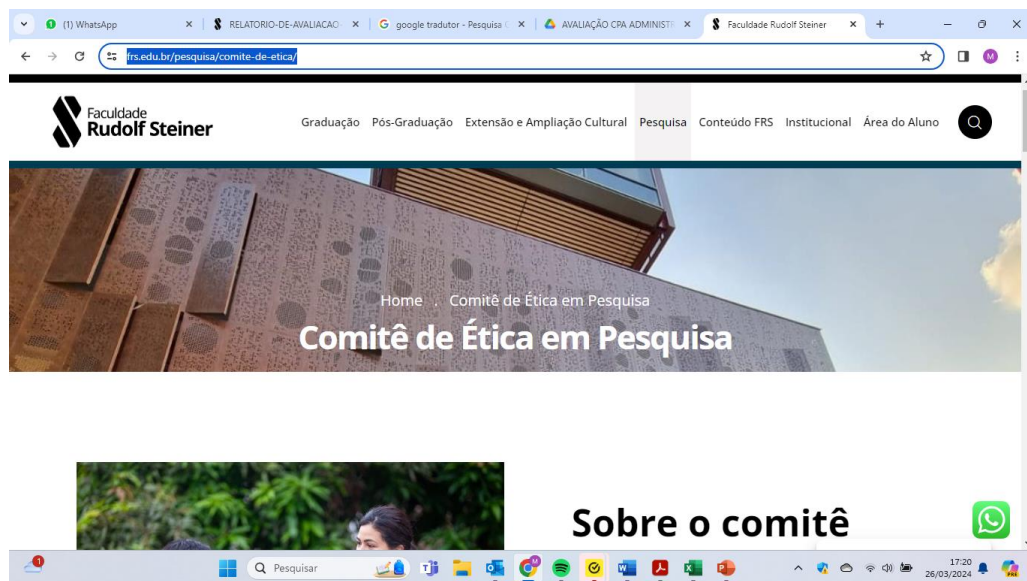 (1) WhatsApp
RELATORIO-DE-AVALIACAO-
google tradutor - Pesquisa
AVALIAÇÃO CPA ADMINISTR
Faculdade Rudolf Steiner
frs.edu.br/pesquisa/comite-de-etica/
M
Faculdade
Rudolf Steiner
Graduação Pós-Graduação Extensão e Ampliação Cultural Pesquisa Conteúdo FRS Institucional Área do Aluno
Home . Comitê de Ética em Pesquisa
Comitê de Ética em Pesquisa
Sobre o comitê
1
Pesquisar
17:20
26/03/2024
PRE